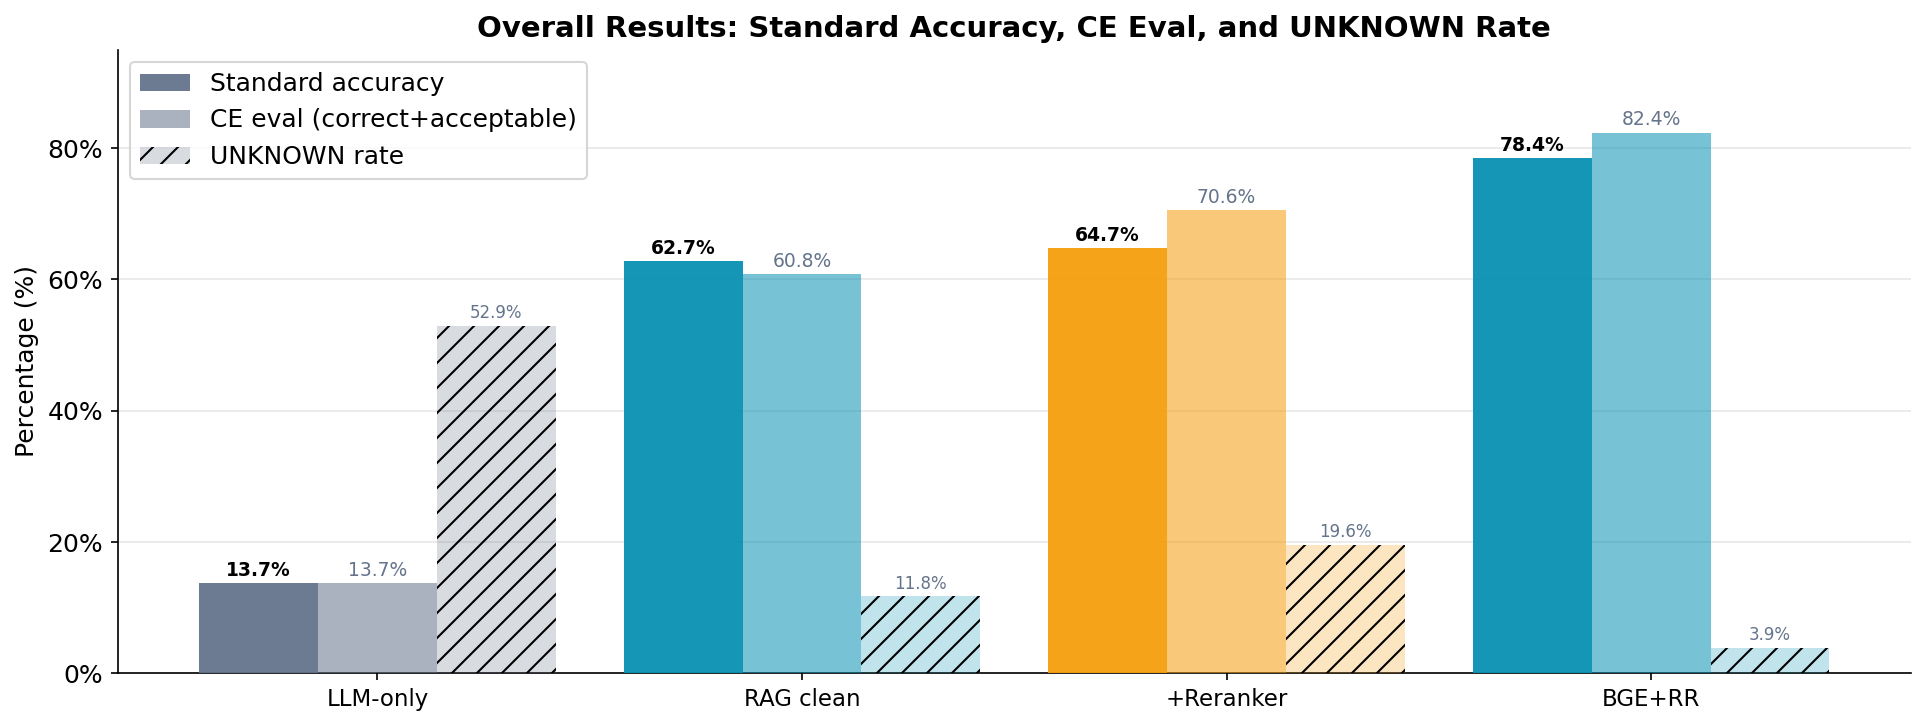 Overall Results: Standard Accuracy, CE Eval, and UNKNOWN Rate
Standard accuracy
CE eval (correct+acceptable)
UNKNOWN rate
Percentage (%)
80%
60%
40%
20%
0%
13.7%
13.7%
52.9%
62.7%
60.8%
11.8%
64.7%
70.6%
19.6%
78.4%
82.4%
3.9%
LLM-only
RAG clean
+Reranker
BGE+RR